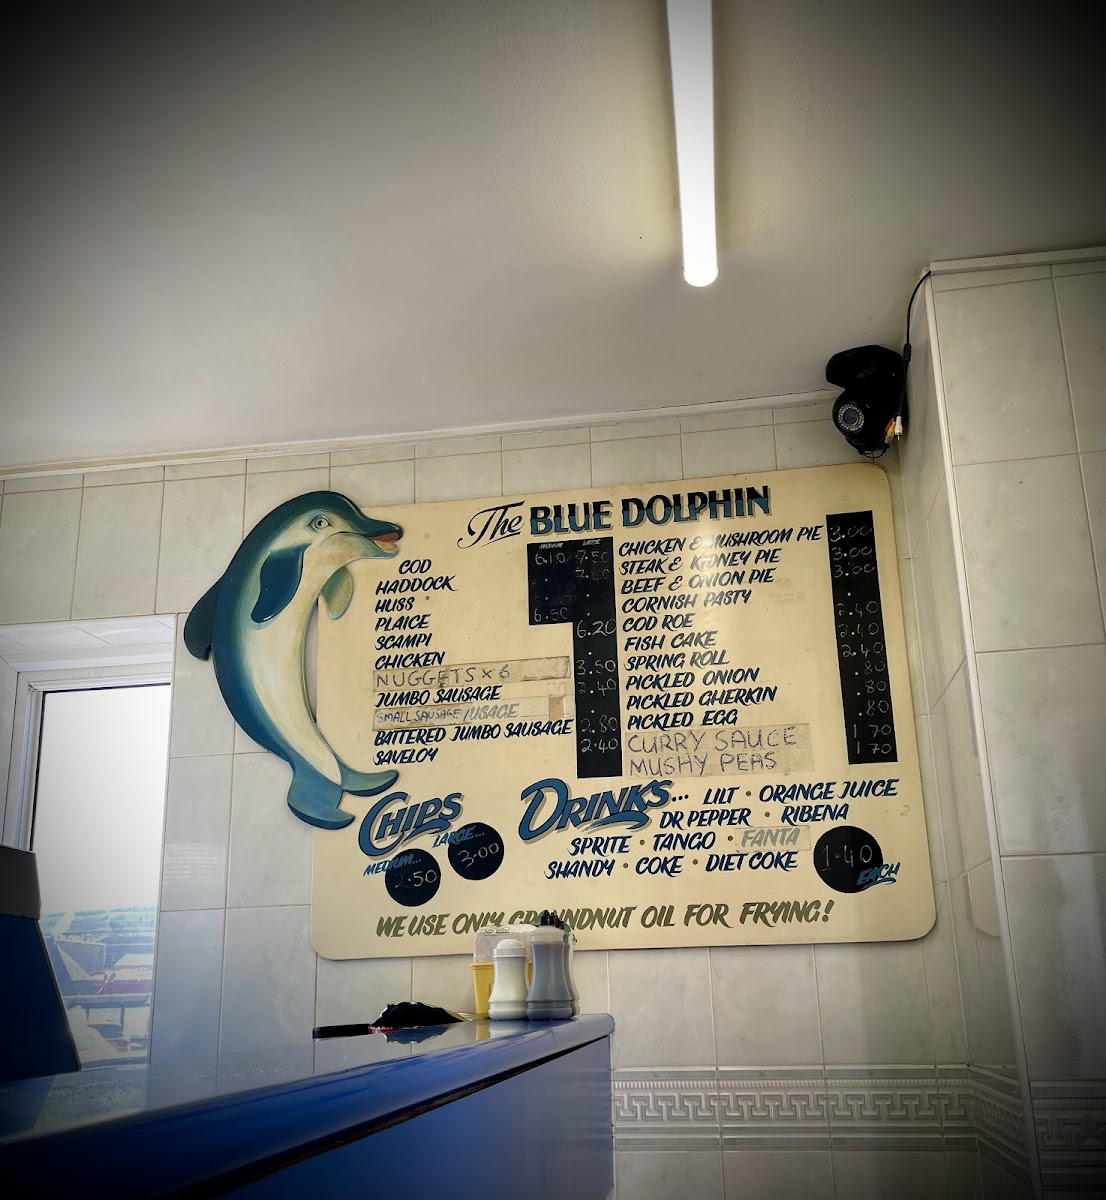 The BLUE DOLPHIN
MEDIUM LARGE
COD 6.10 7.50
HADDOCK
HUSS
PLAICE 6.50
SCAMPI 6.20
CHICKEN
NUGGETS x 6 3.50
JUMBO SAUSAGE 2.40
SMALL SAUSAGE/USAGE
BATTERED JUMBO SAUSAGE 2.80
SAVELOY 2.40
CHICKEN & MUSHROOM PIE 3.00
STEAK & KIDNEY PIE 3.00
BEEF & ONION PIE 3.00
CORNISH PASTY
COD ROE 2.40
FISH CAKE 2.40
SPRING ROLL 2.40
PICKLED ONION .80
PICKLED GHERKIN .80
PICKLED EGG .80
CURRY SAUCE 1 70
MUSHY PEAS 1 70
CHIPS
LARGE... 3.00
MEDIUM... 2.50
DRINKS... LILT • ORANGE JUICE
DR PEPPER • RIBENA
SPRITE • TANGO • FANTA
SHANDY • COKE • DIET COKE
1.40 EACH
WE USE ONLY GROUNDNUT OIL FOR FRYING!